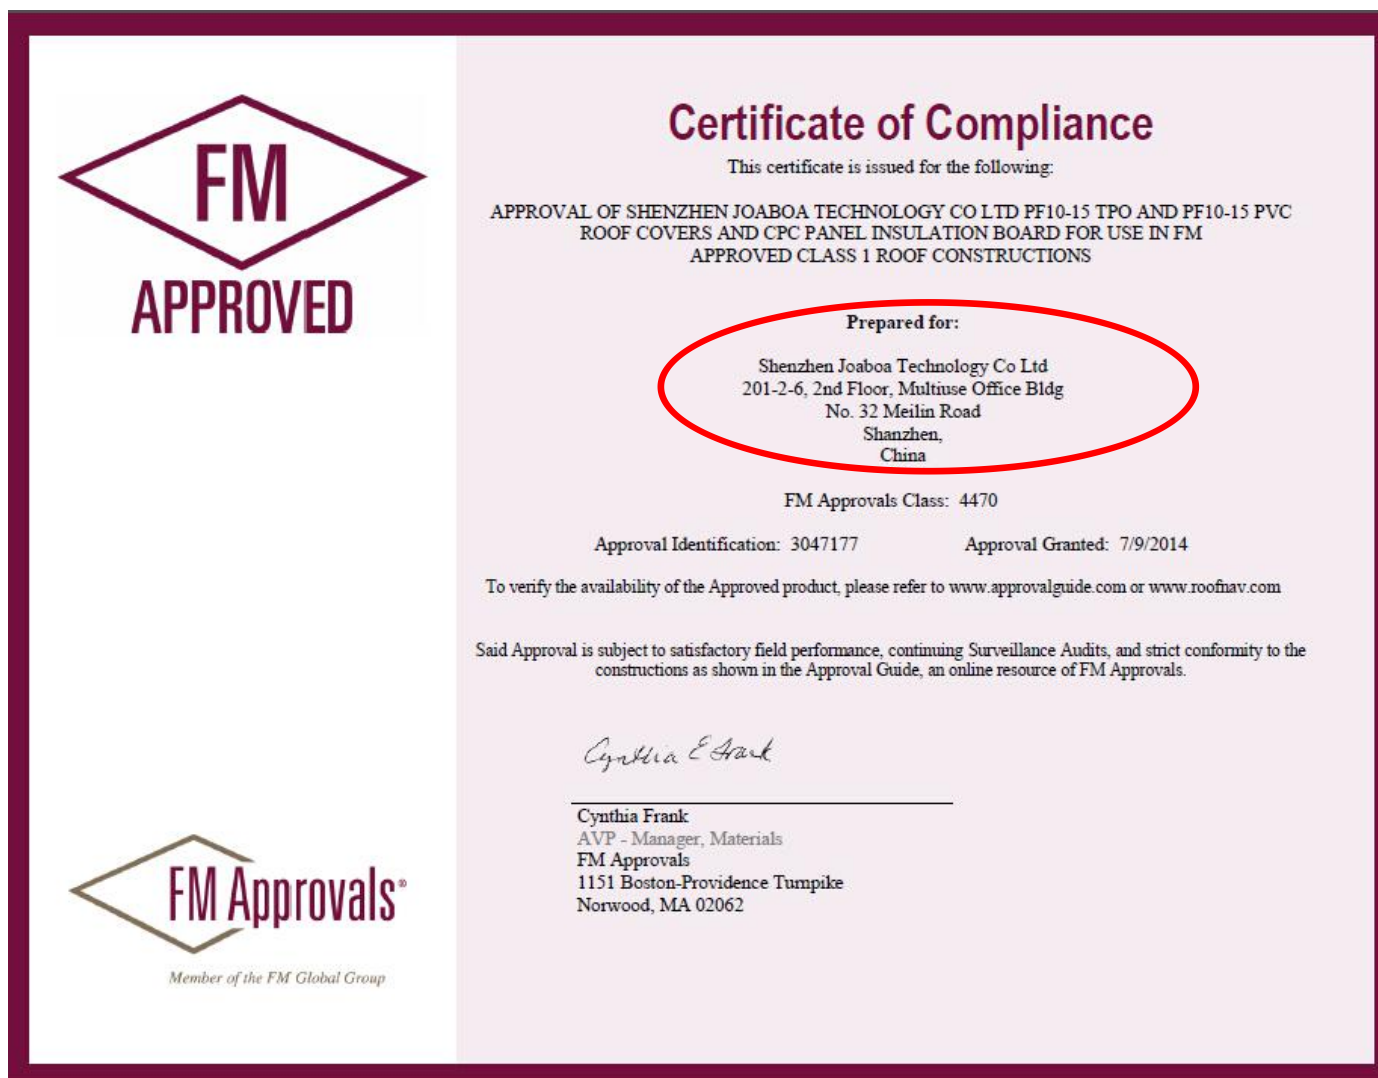 FM
APPROVED
Certificate of Compliance
This certificate is issued for the following:
APPROVAL OF SHENZHEN JOABOA TECHNOLOGY CO LTD PF10-15 TPO AND PF10-15 PVC
ROOF COVERS AND CPC PANEL INSULATION BOARD FOR USE IN FM
APPROVED CLASS 1 ROOF CONSTRUCTIONS
Prepared for:
Shenzhen Joaboa Technology Co Ltd
201-2-6, 2nd Floor, Multiuse Office Bldg
No. 32 Meilin Road
Shanzhen,
China
FM Approvals Class: 4470
Approval Identification: 3047177 Approval Granted: 7/9/2014
To verify the availability of the Approved product, please refer to www.approvalguide.com or www.roofnav.com
Said Approval is subject to satisfactory field performance, continuing Surveillance Audits, and strict conformity to the
constructions as shown in the Approval Guide, an online resource of FM Approvals.
Cynthia E Frank
Cynthia Frank
AVP - Manager, Materials
FM Approvals
1151 Boston-Providence Turnpike
Norwood, MA 02062
FM Approvals®
Member of the FM Global Group